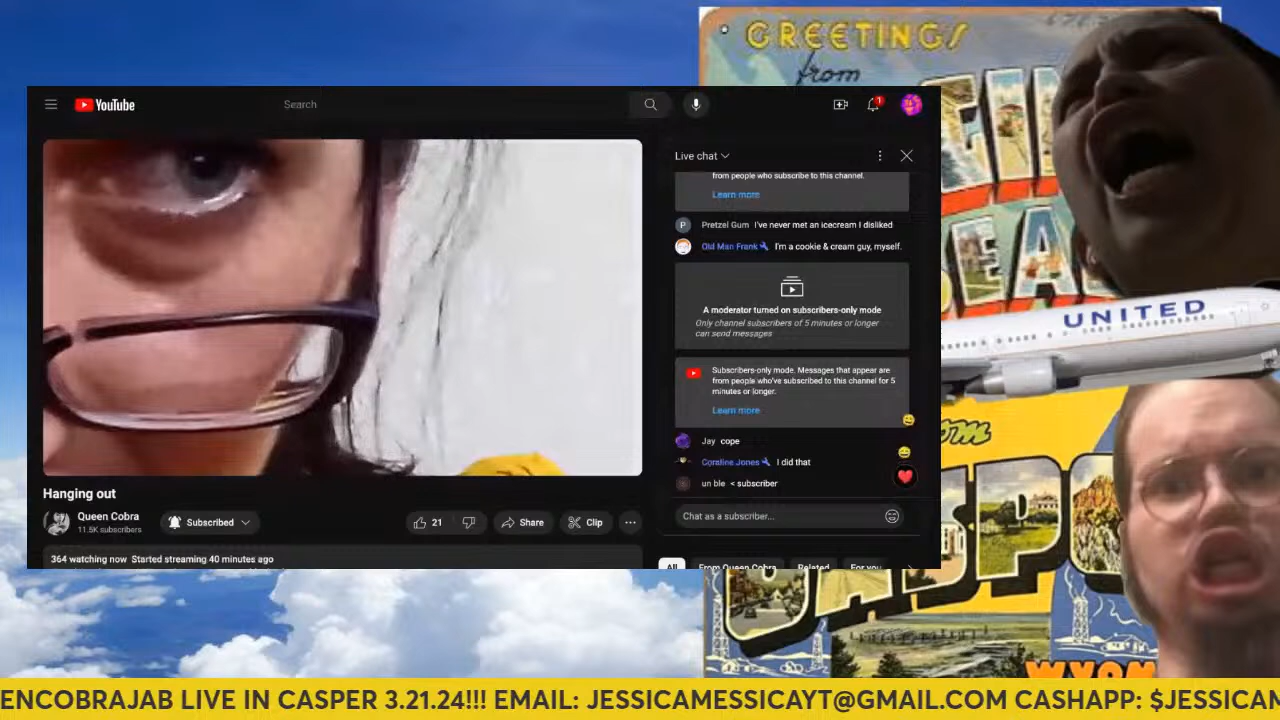 GREETINGS
from
YouTube
Search
1
Live chat
from people who subscribe to this channel.
Learn more
P Pretzel Gum I've never met an icecream I disliked
Old Man Frank I'm a cookie & cream guy, myself.
A moderator turned on subscribers-only mode
Only channel subscribers of 5 minutes or longer
can send messages
Subscribers-only mode. Messages that appear are
from people who've subscribed to this channel for 5
minutes or longer.
Learn more
Jay cope
Coraline Jones I did that
un ble < subscriber
Chat as a subscriber...
All From Queen Cobra Related For you
Hanging out
Queen Cobra
11.5K subscribers
Subscribed
21
Share
Clip
364 watching now Started streaming 40 minutes ago
UNITED
ENCOBRAJAB LIVE IN CASPER 3.21.24!!! EMAIL: JESSICAMESSICAYT@GMAIL.COM CASHAPP: $JESSICAM